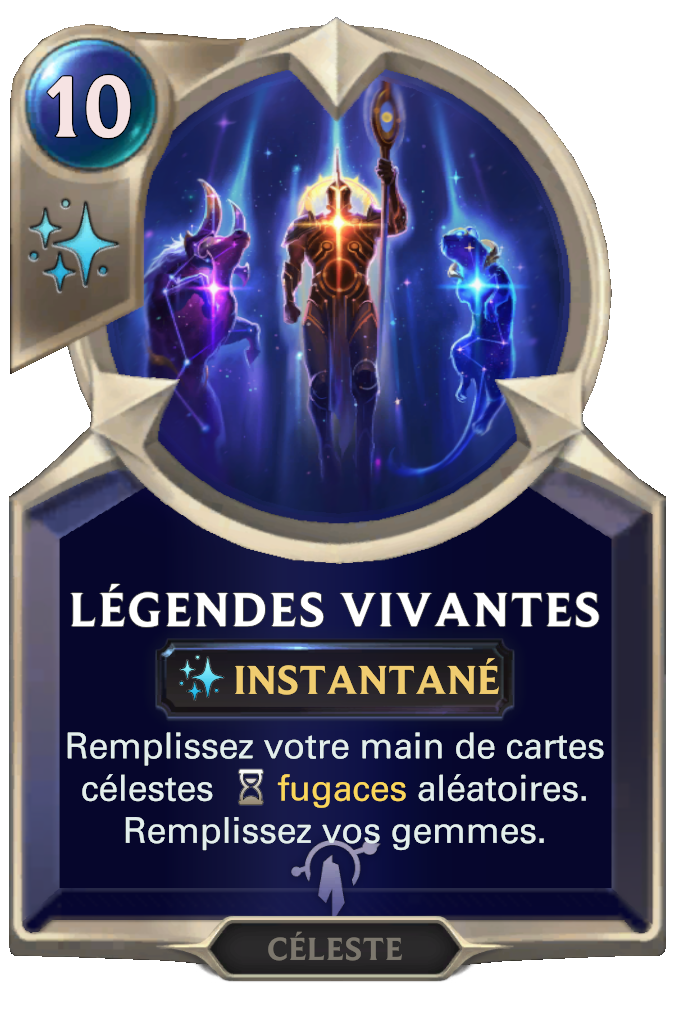 10
LÉGENDES VIVANTES
INSTANTANÉ
Remplissez votre main de cartes
célestes fugaces aléatoires.
Remplissez vos gemmes.
CÉLESTE